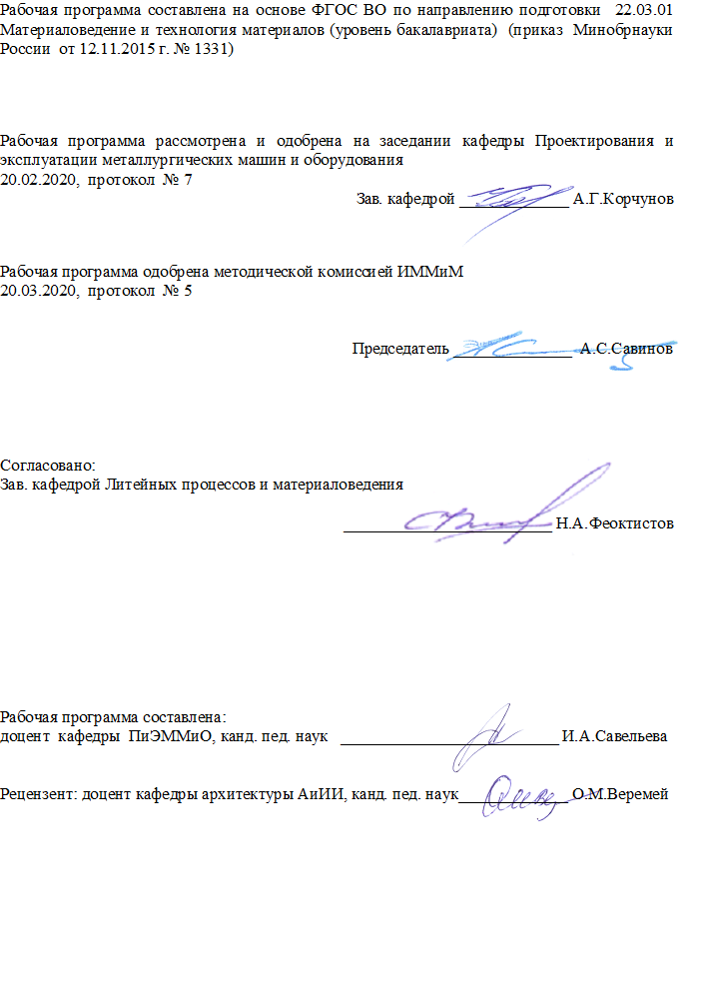 Рабочая программа составлена на основе ФГОС ВО по направлению подготовки 22.03.01
Материаловедение и технология материалов (уровень бакалавриата) (приказ Минобрнауки
России от 12.11.2015 г. № 1331)
Рабочая программа рассмотрена и одобрена на заседании кафедры Проектирования и
эксплуатации металлургических машин и оборудования
20.02.2020, протокол № 7
Зав. кафедрой ______________ А.Г.Корчунов
Рабочая программа одобрена методической комиссией ИММиМ
20.03.2020, протокол № 5
Председатель _______________ А.С.Савинов
Согласовано:
Зав. кафедрой Литейных процессов и материаловедения
__________________________ Н.А.Феоктистов
Рабочая программа составлена:
доцент кафедры ПиЭММиО, канд. пед. наук ___________________________ И.А.Савельева
Рецензент: доцент кафедры архитектуры АиИИ, канд. пед. наук______________ О.М.Веремей